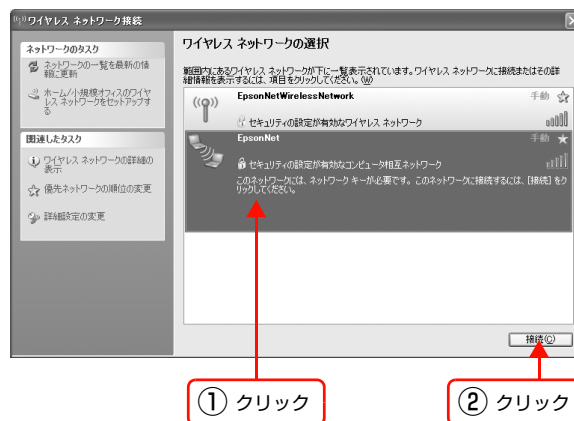 ワイヤレス ネットワーク接続
ネットワークのタスク
ネットワークの一覧を最新の情
報に更新
ホーム/小規模オフィスのワイヤ
レス ネットワークをセットアップす
る
関連したタスク
ワイヤレス ネットワークの詳細の
表示
優先ネットワークの順位の変更
詳細設定の変更
ワイヤレス ネットワークの選択
範囲内にあるワイヤレス ネットワークが下に一覧表示されています。ワイヤレス ネットワークに接続またはその詳
細情報を表示するには、項目をクリックしてください。(W)
EpsonNetWirelessNetwork
手動
セキュリティの設定が有効なワイヤレス ネットワーク
EpsonNet
手動
セキュリティの設定が有効なコンピュータ相互ネットワーク
このネットワークには、ネットワーク キーが必要です。このネットワークに接続するには、[接続] をク
リックしてください。
接続(C)
① クリック
② クリック